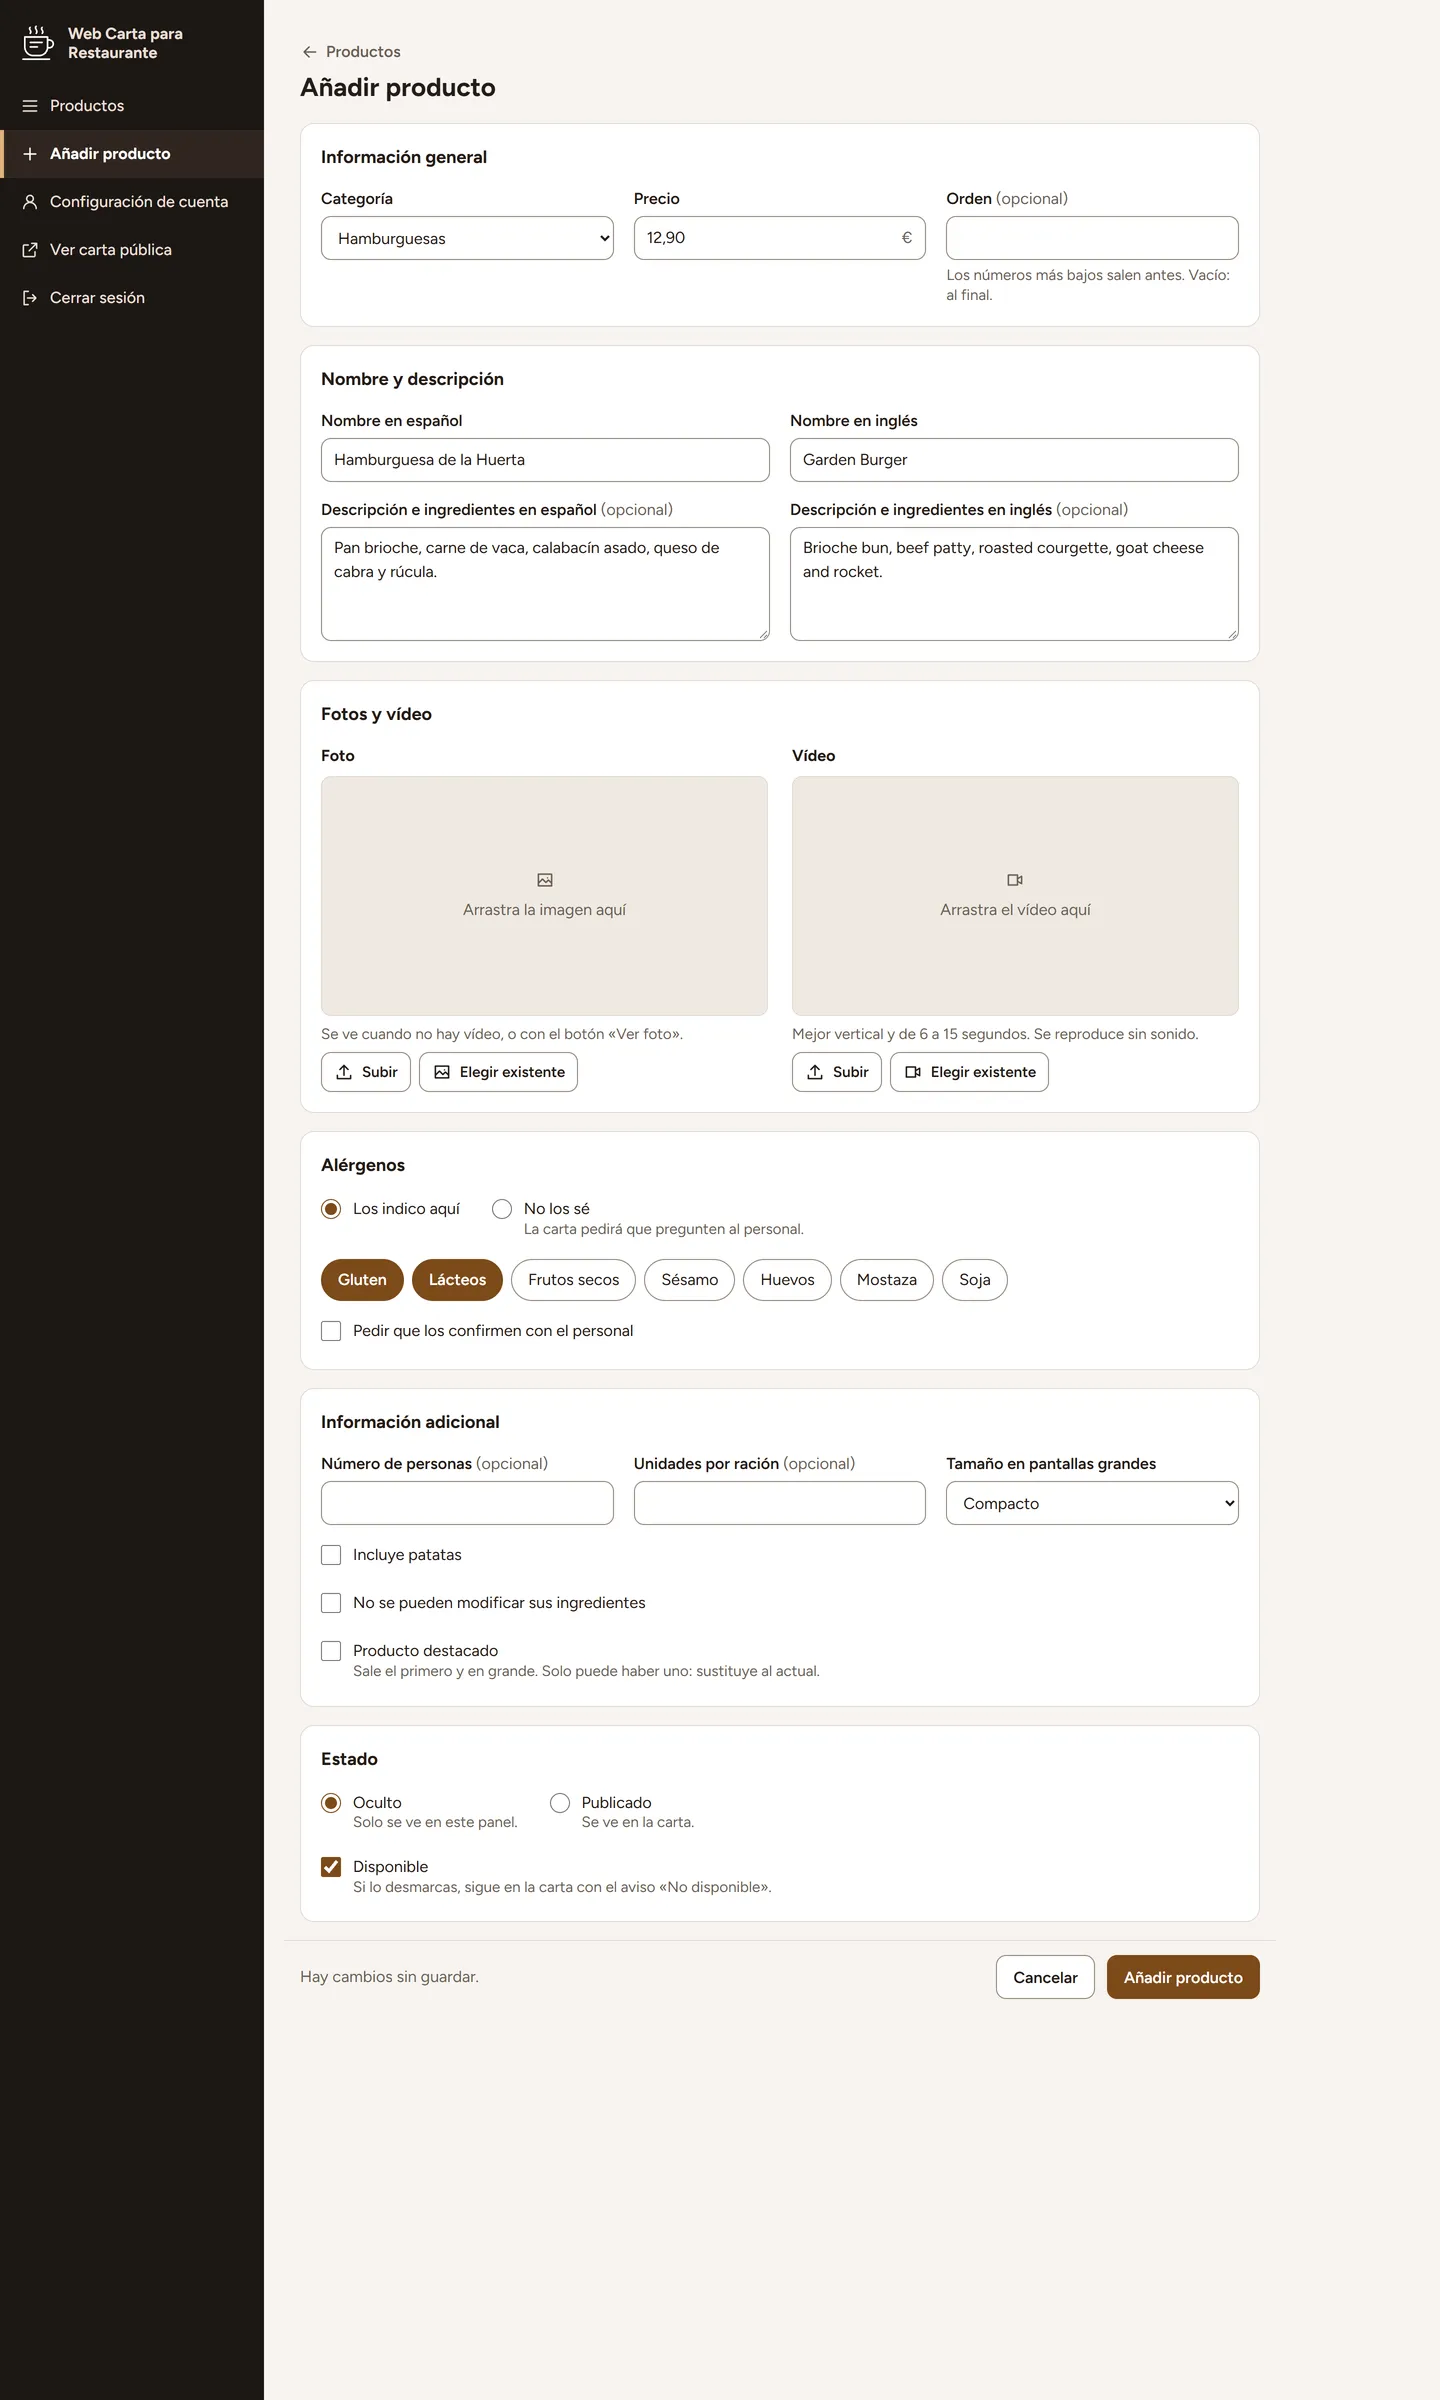 Web Carta para
Restaurante
Productos
Añadir producto
Configuración de cuenta
Ver carta pública
Cerrar sesión
Productos
Añadir producto
Información general
Categoría
Precio
Orden (opcional)
Hamburguesas
12,90
€
Los números más bajos salen antes. Vacío:
al final.
Nombre y descripción
Nombre en español
Nombre en inglés
Hamburguesa de la Huerta
Garden Burger
Descripción e ingredientes en español (opcional)
Descripción e ingredientes en inglés (opcional)
Pan brioche, carne de vaca, calabacín asado, queso de
cabra y rúcula.
Brioche bun, beef patty, roasted courgette, goat cheese
and rocket.
Fotos y vídeo
Foto
Vídeo
Arrastra la imagen aquí
Arrastra el vídeo aquí
Se ve cuando no hay vídeo, o con el botón «Ver foto».
Mejor vertical y de 6 a 15 segundos. Se reproduce sin sonido.
Subir
Elegir existente
Subir
Elegir existente
Alérgenos
Los indico aquí
No los sé
La carta pedirá que pregunten al personal.
Gluten
Lácteos
Frutos secos
Sésamo
Huevos
Mostaza
Soja
Pedir que los confirmen con el personal
Información adicional
Número de personas (opcional)
Unidades por ración (opcional)
Tamaño en pantallas grandes
Compacto
Incluye patatas
No se pueden modificar sus ingredientes
Producto destacado
Sale el primero y en grande. Solo puede haber uno: sustituye al actual.
Estado
Oculto
Solo se ve en este panel.
Publicado
Se ve en la carta.
Disponible
Si lo desmarcas, sigue en la carta con el aviso «No disponible».
Hay cambios sin guardar.
Cancelar
Añadir producto